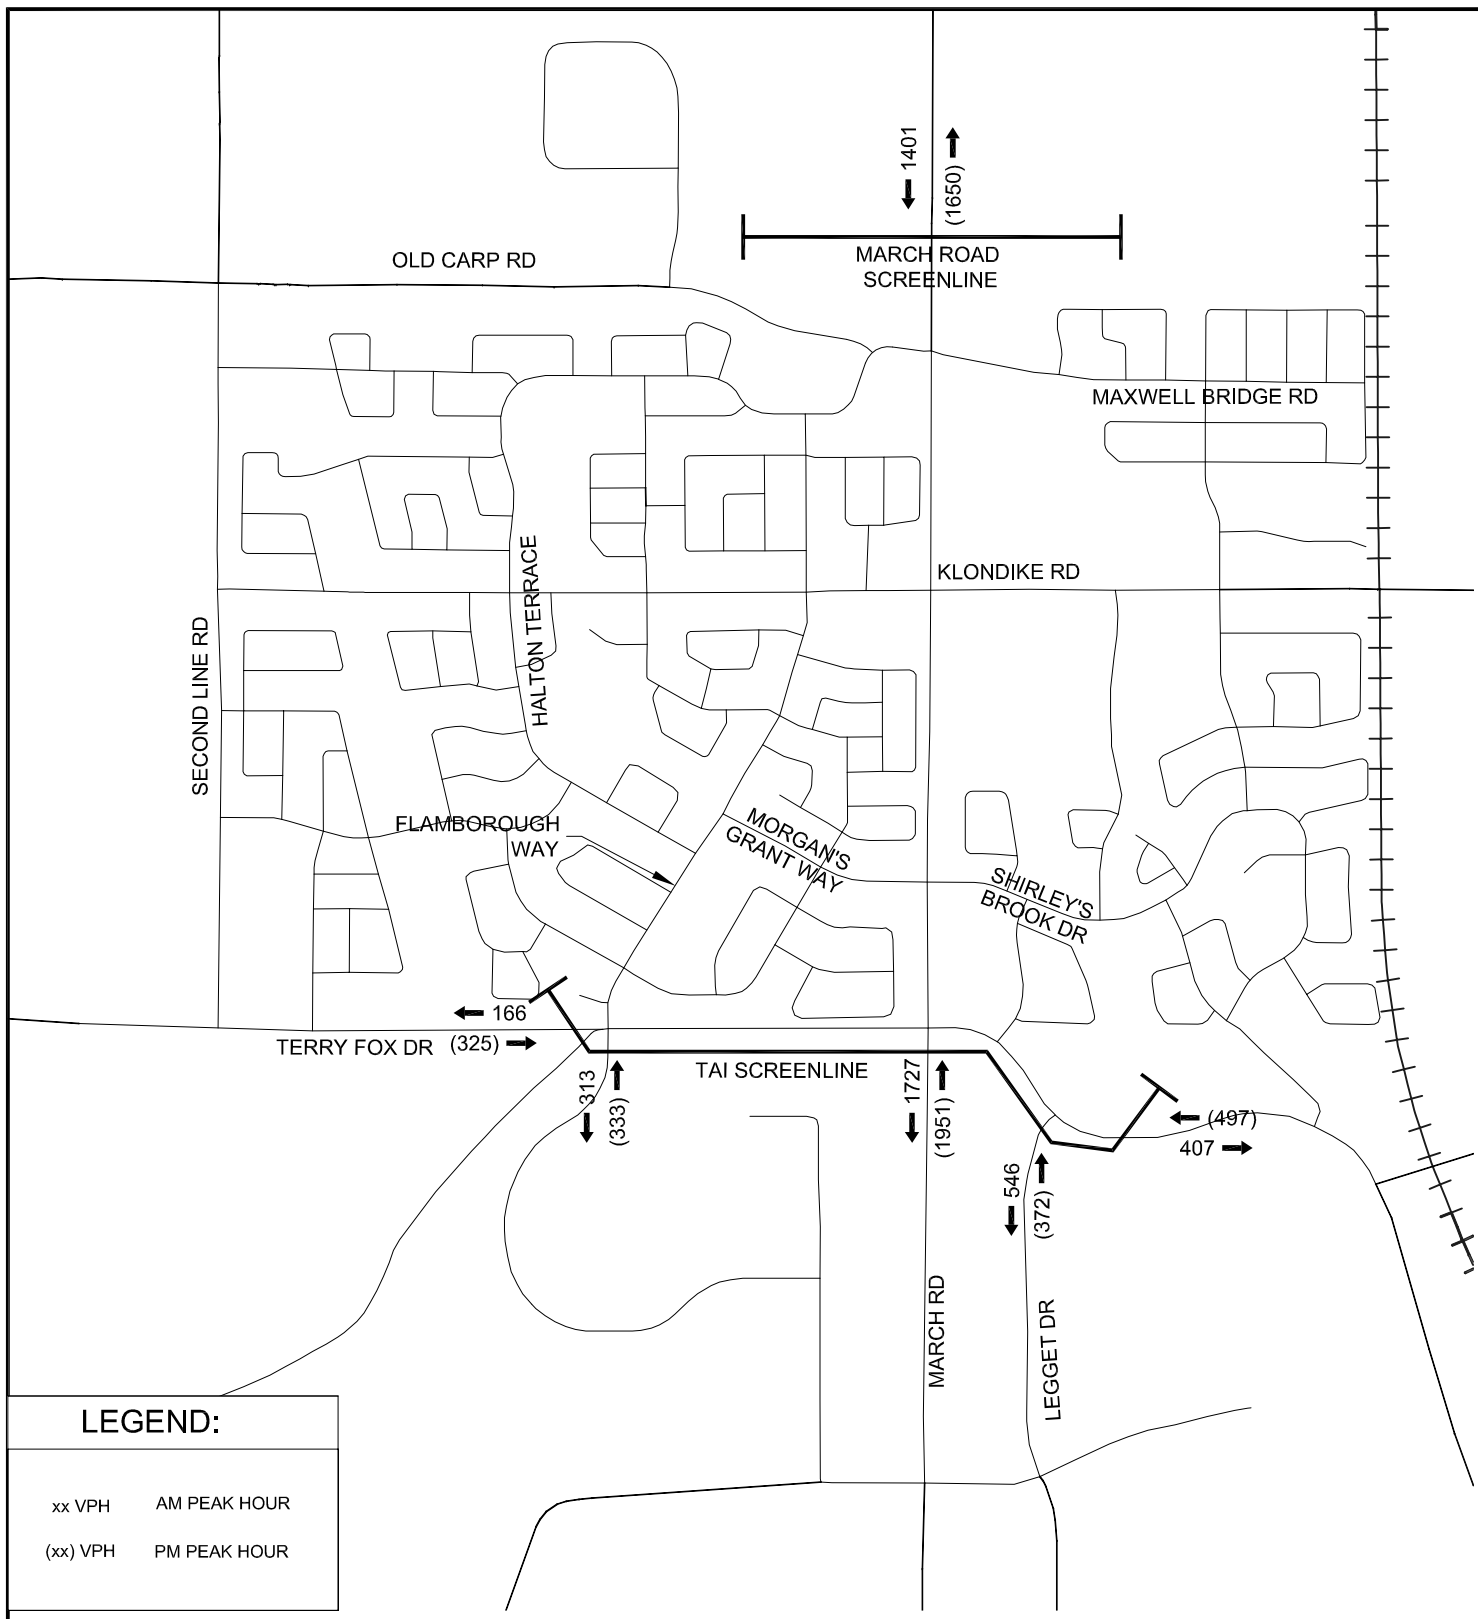 1401
(1650)
MARCH ROAD
SCREENLINE
OLD CARP RD
MAXWELL BRIDGE RD
KLONDIKE RD
HALTON TERRACE
SECOND LINE RD
FLAMBOROUGH
WAY
MORGAN'S
GRANT WAY
SHIRLEY'S
BROOK DR
166
TERRY FOX DR
(325)
TAI SCREENLINE
313
(333)
1727
(1951)
(497)
407
546
(372)
MARCH RD
LEGGET DR
LEGEND:
xx VPH AM PEAK HOUR
(xx) VPH PM PEAK HOUR